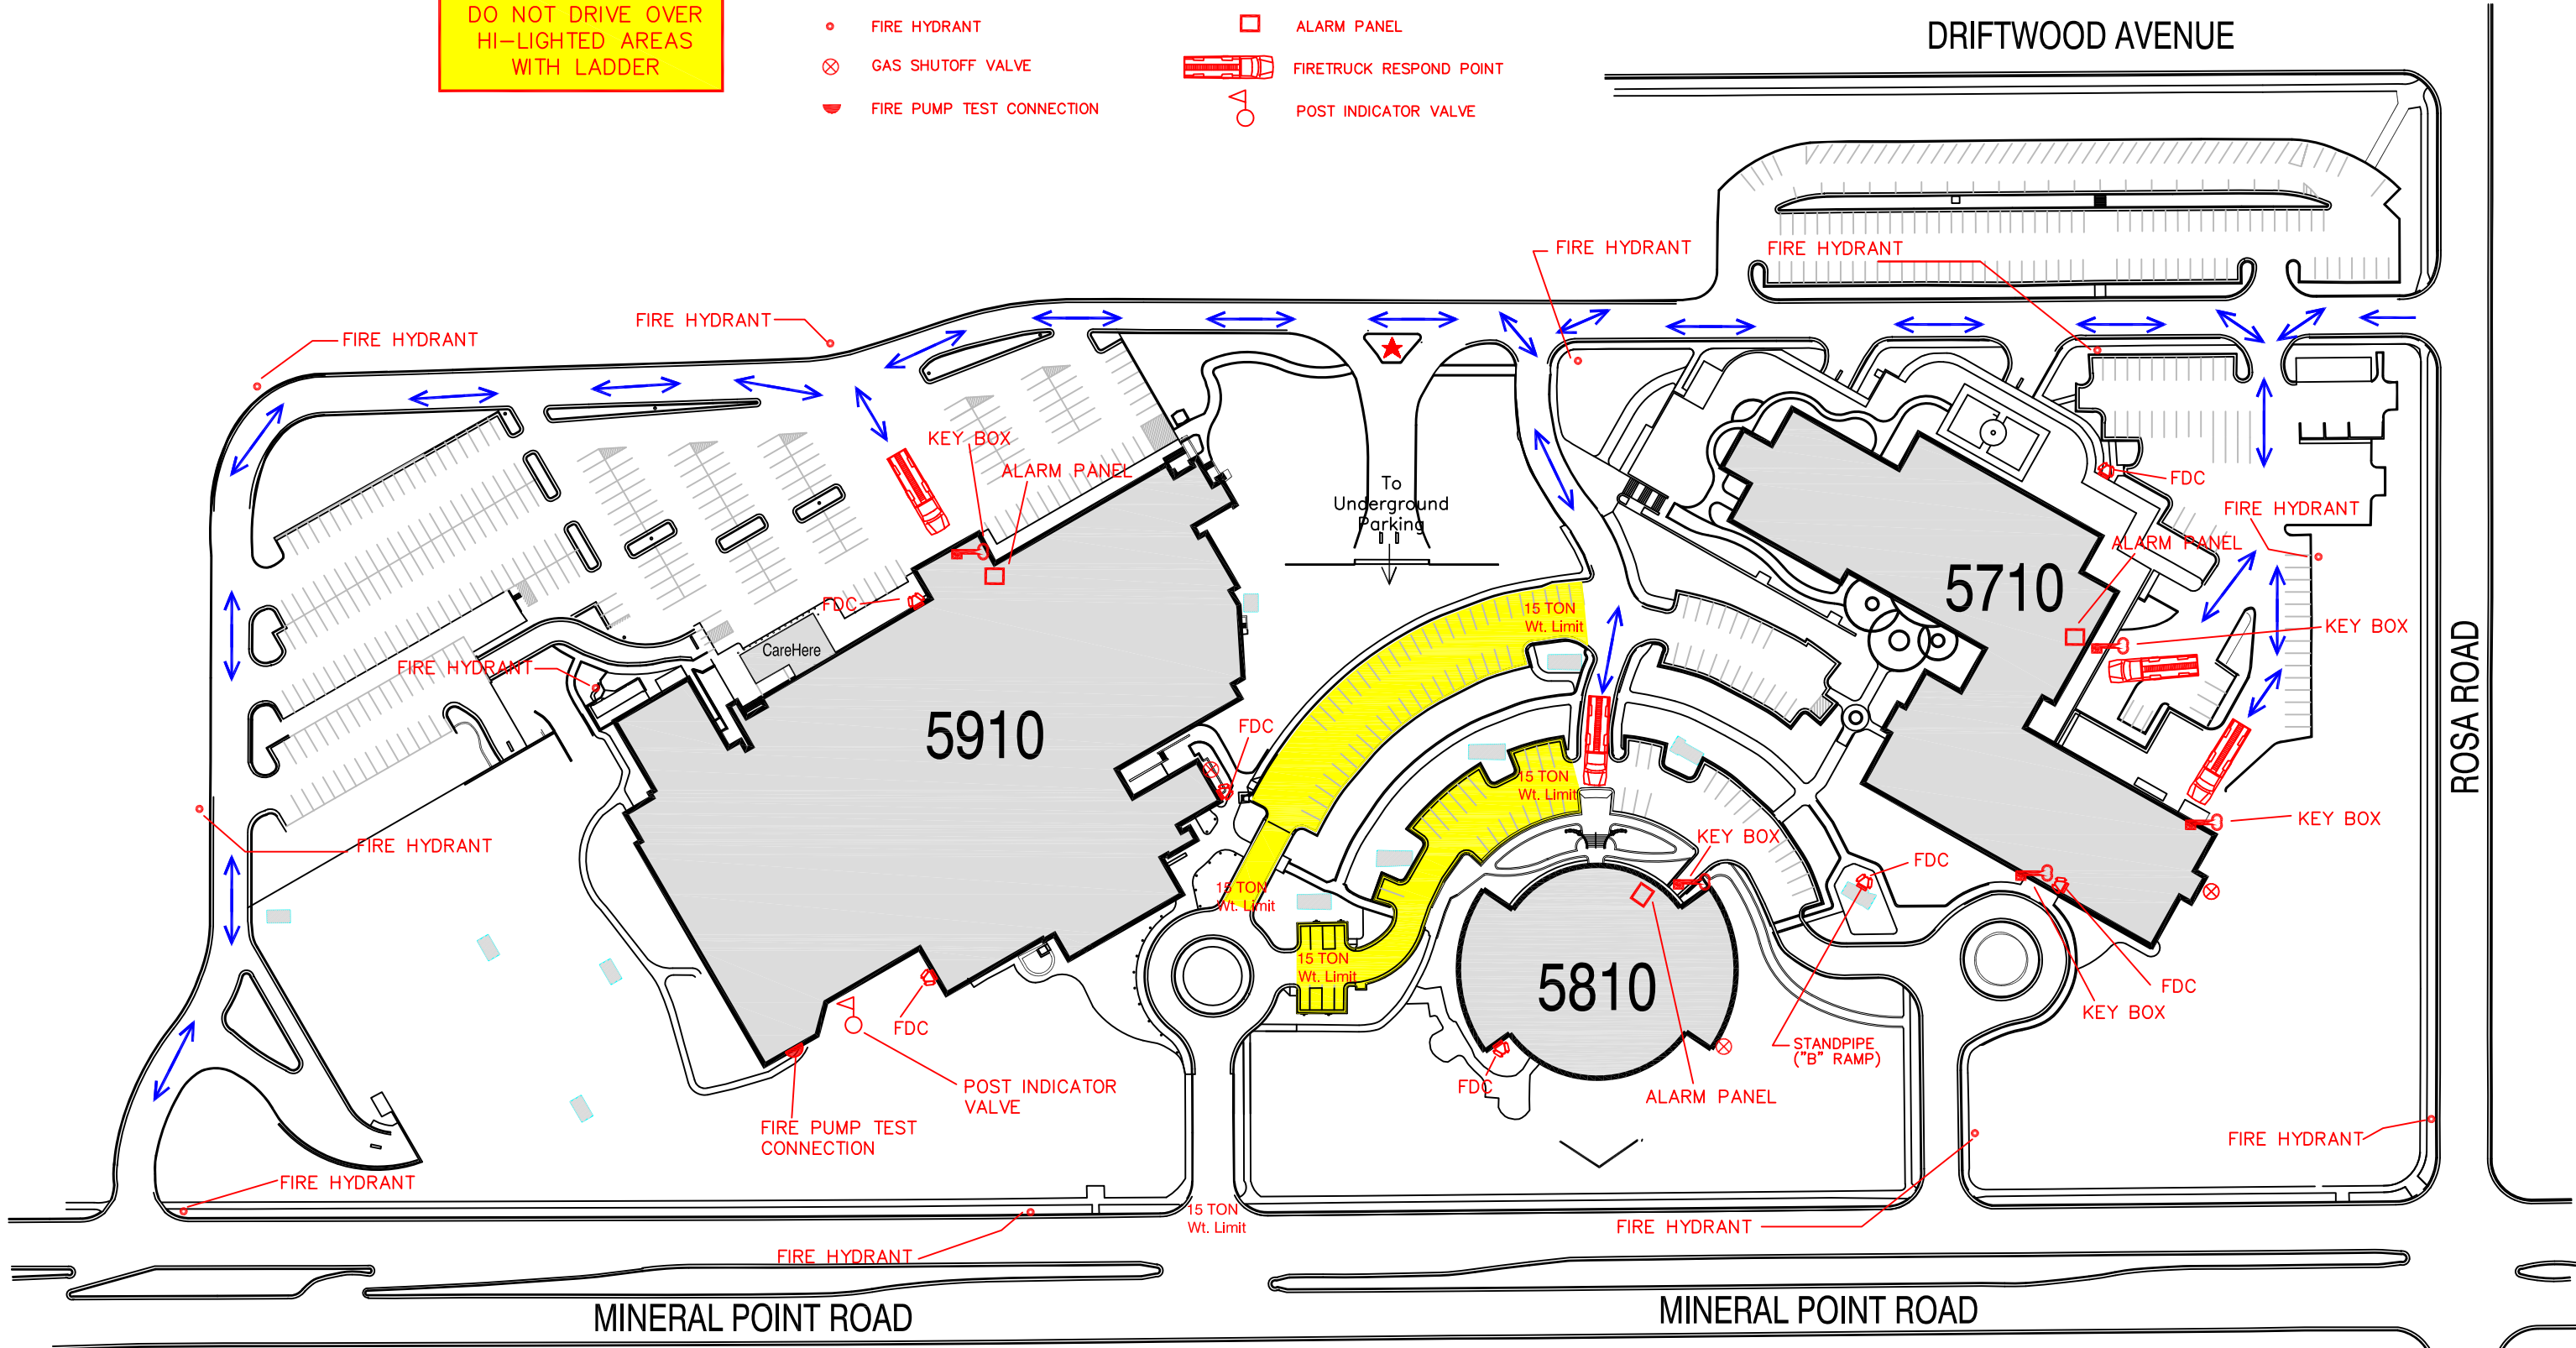 DO NOT DRIVE OVER
HI-LIGHTED AREAS
WITH LADDER
FIRE HYDRANT
GAS SHUTOFF VALVE
FIRE PUMP TEST CONNECTION
ALARM PANEL
FIRETRUCK RESPOND POINT
POST INDICATOR VALVE
DRIFTWOOD AVENUE
FIRE HYDRANT
FIRE HYDRANT
FIRE HYDRANT
FIRE HYDRANT
KEY BOX
ALARM PANEL
To
Underground
Parking
FDC
FIRE HYDRANT
ALARM PANEL
5710
FDC
15 TON
Wt. Limit
KEY BOX
CareHere
FIRE HYDRANT
ROSA ROAD
5910
FDC
15 TON
Wt. Limit
KEY BOX
KEY BOX
FIRE HYDRANT
FDC
15 TON
Wt. Limit
15 TON
Wt. Limit
5810
FDC
KEY BOX
FDC
STANDPIPE
("B" RAMP)
POST INDICATOR
VALVE
FDC
ALARM PANEL
FIRE PUMP TEST
CONNECTION
FIRE HYDRANT
FIRE HYDRANT
15 TON
Wt. Limit
FIRE HYDRANT
FIRE HYDRANT
MINERAL POINT ROAD
MINERAL POINT ROAD